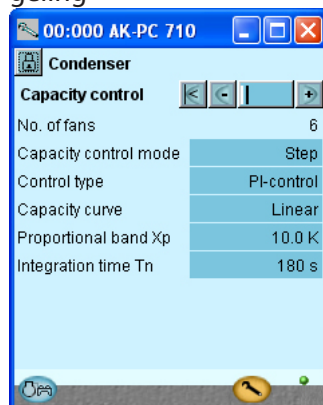 00:000 AK-PC 710
Condenser
Capacity control
No. of fans 6
Capacity control mode Step
Control type PI-control
Capacity curve Linear
Proportional band Xp 10.0 K
Integration time Tn 180 s